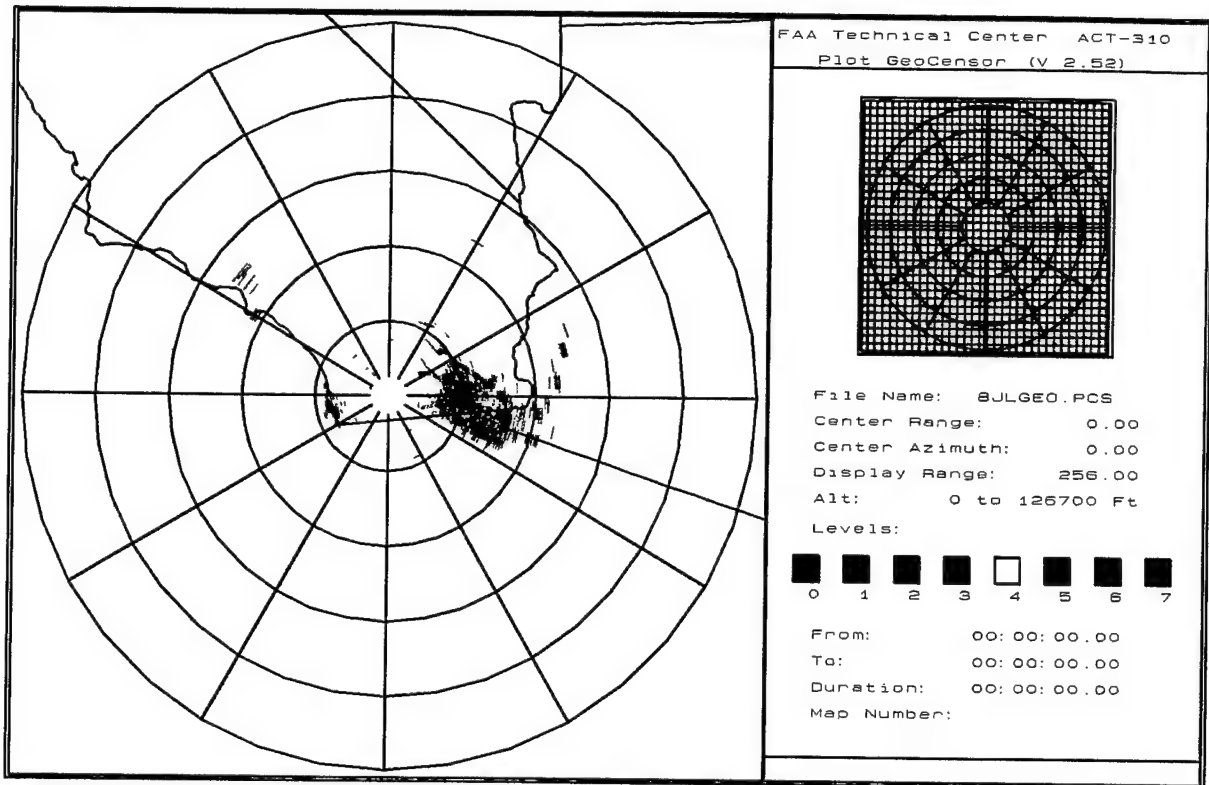 FAA Technical Center ACT-310
Plot GeoCensor (V 2.52)
File Name: BJLGEO.PCS
Center Range: 0.00
Center Azimuth: 0.00
Display Range: 256.00
Alt: 0 to 126700 Ft
Levels:
0 1 2 3 4 5 6 7
From: 00:00:00.00
To: 00:00:00.00
Duration: 00:00:00.00
Map Number: